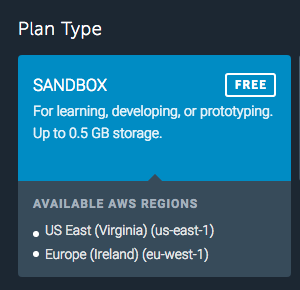 Plan Type
SANDBOX FREE
For learning, developing, or prototyping.
Up to 0.5 GB storage.
AVAILABLE AWS REGIONS
• US East (Virginia) (us-east-1)
• Europe (Ireland) (eu-west-1)